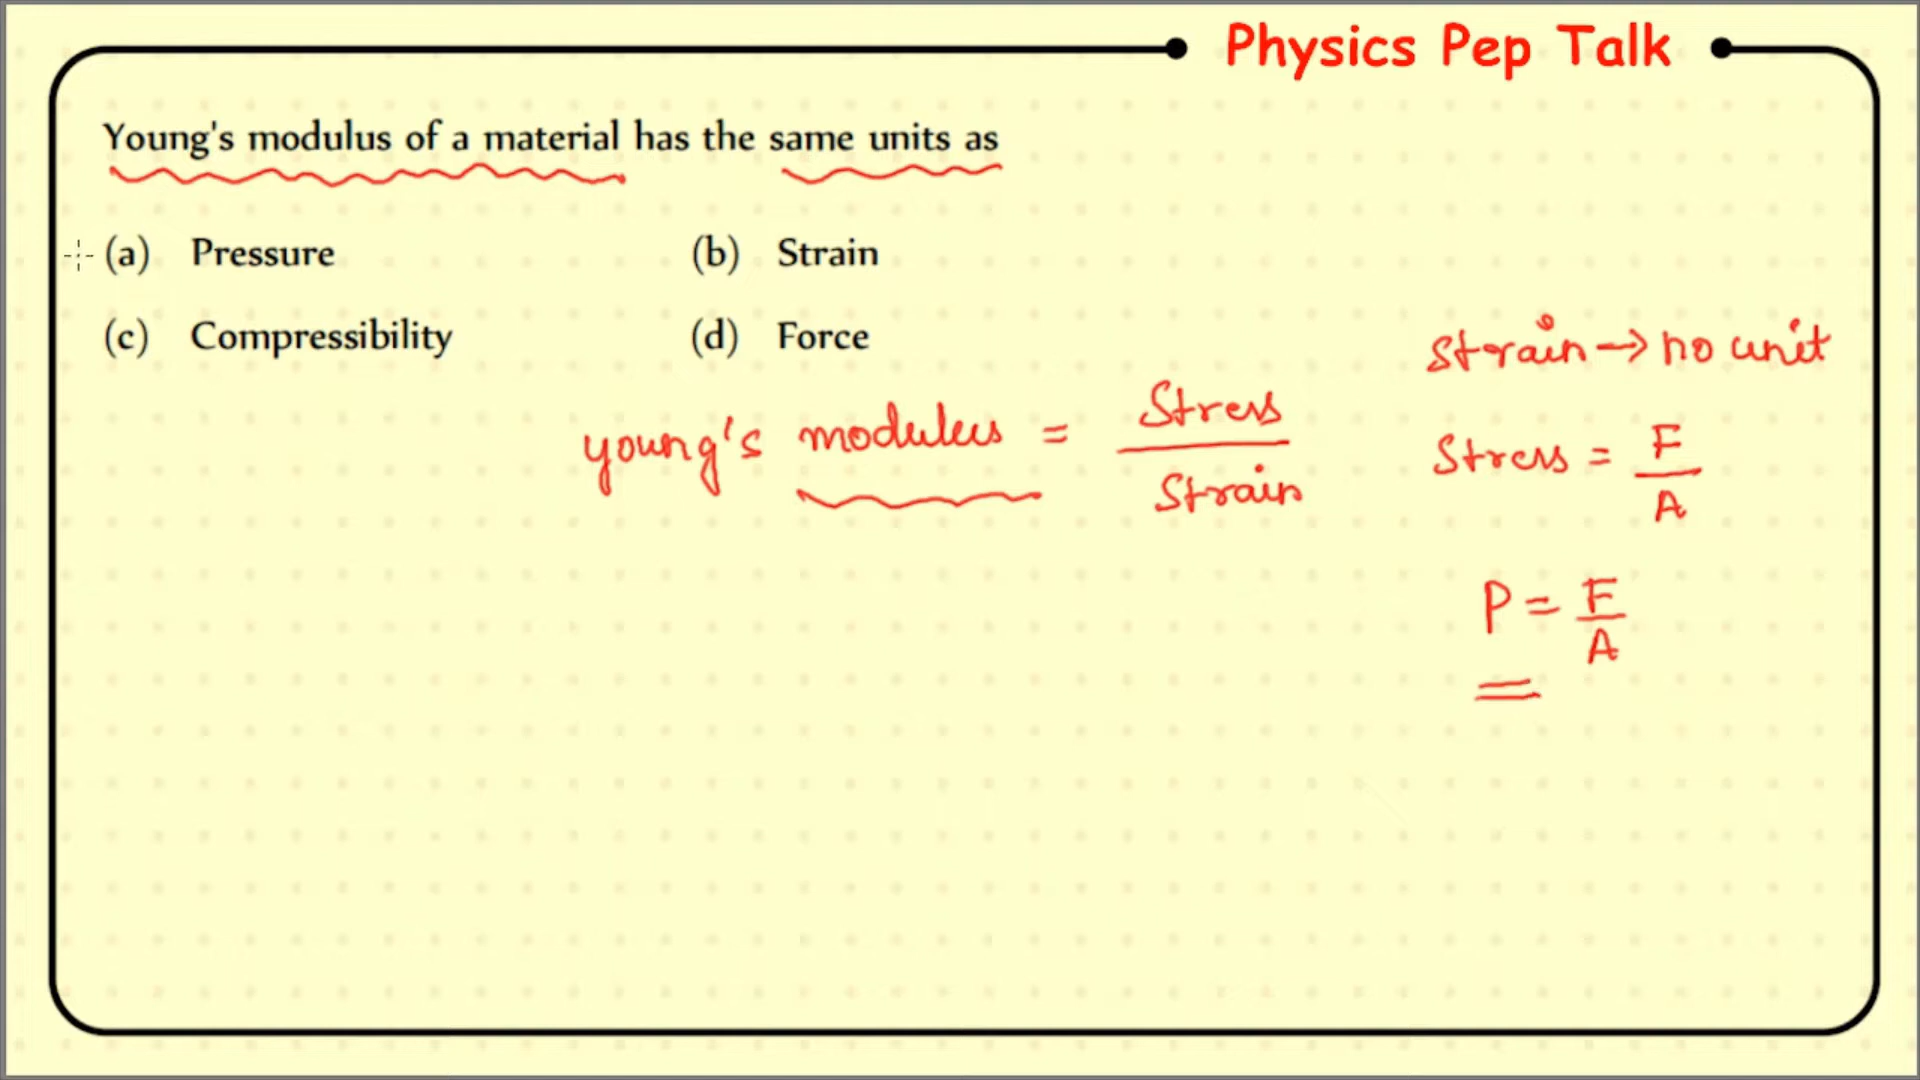 Physics Pep Talk
Young's modulus of a material has the same units as
(a) Pressure
(b) Strain
(c) Compressibility
(d) Force
Strain → no unit
young's modulus = Stress / Strain
Stress = F / A
P = F / A